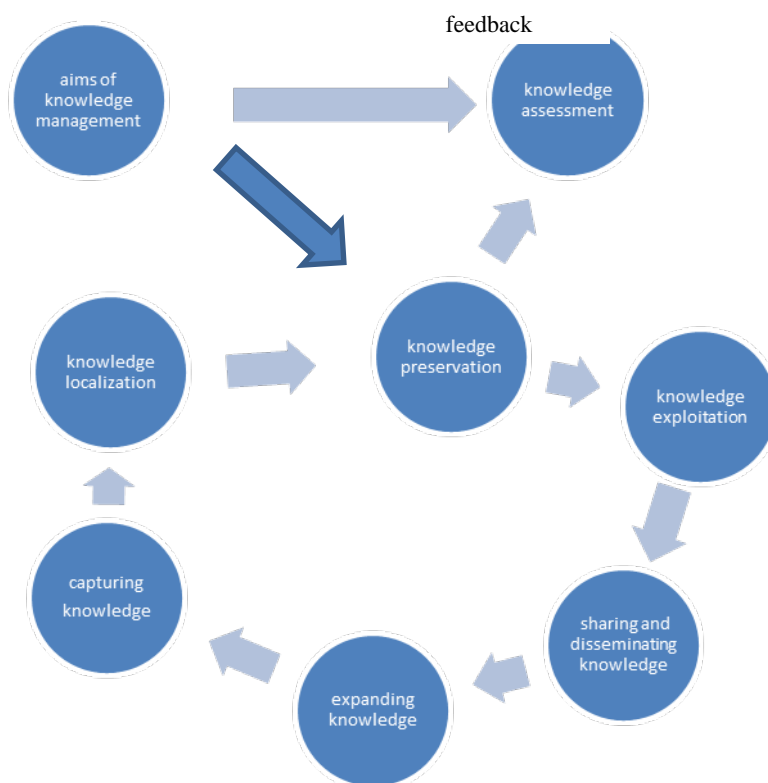 feedback
aims of
knowledge
management
knowledge
assessment
knowledge
localization
knowledge
preservation
knowledge
exploitation
capturing
knowledge
sharing and
disseminating
knowledge
expanding
knowledge